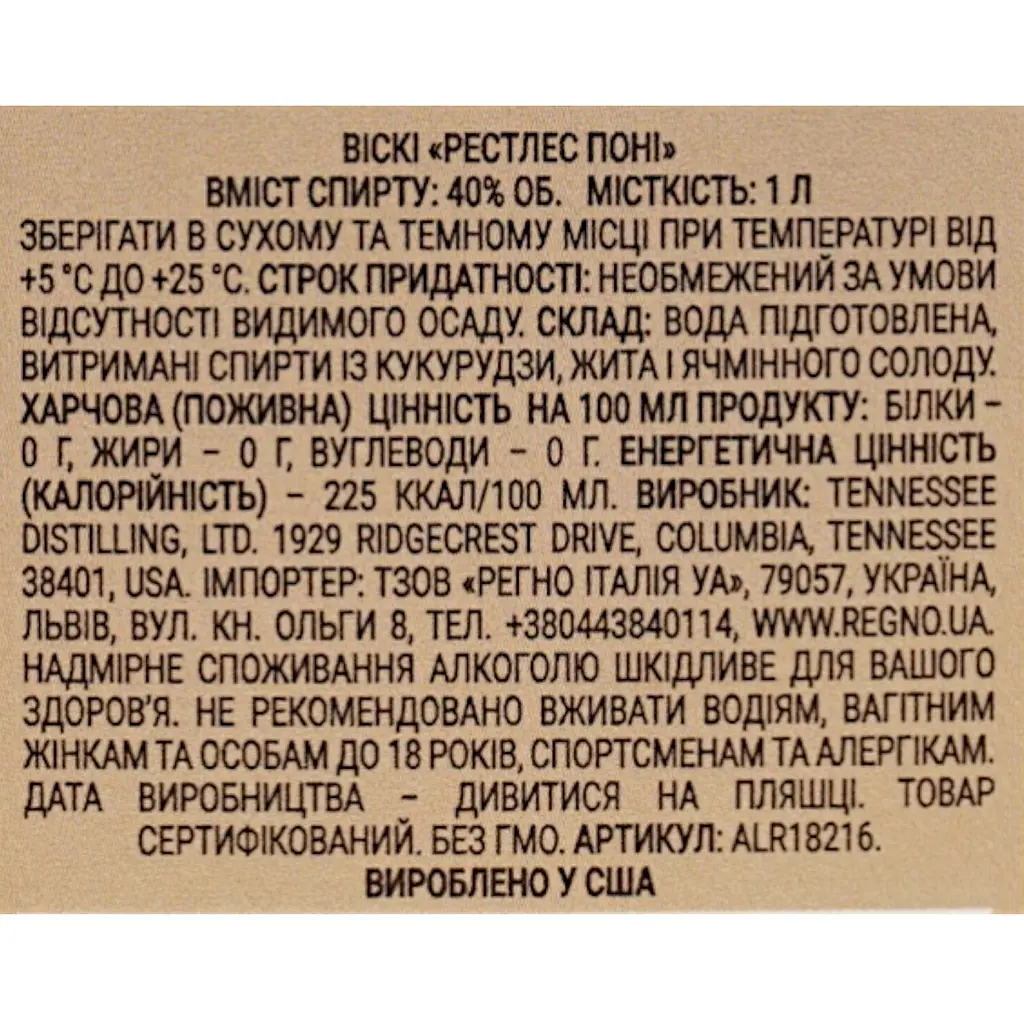 ВІСКІ «РЕСТЛЕС ПОНІ»
ВМІСТ СПИРТУ: 40% ОБ. МІСТКІСТЬ: 1 Л
ЗБЕРІГАТИ В СУХОМУ ТА ТЕМНОМУ МІСЦІ ПРИ ТЕМПЕРАТУРІ ВІД
+5 °С ДО +25 °С. СТРОК ПРИДАТНОСТІ: НЕОБМЕЖЕНИЙ ЗА УМОВИ
ВІДСУТНОСТІ ВИДИМОГО ОСАДУ. СКЛАД: ВОДА ПІДГОТОВЛЕНА,
ВИТРИМАНІ СПИРТИ ІЗ КУКУРУДЗИ, ЖИТА І ЯЧМІННОГО СОЛОДУ.
ХАРЧОВА (ПОЖИВНА) ЦІННІСТЬ НА 100 МЛ ПРОДУКТУ: БІЛКИ –
0 Г, ЖИРИ – 0 Г, ВУГЛЕВОДИ – 0 Г. ЕНЕРГЕТИЧНА ЦІННІСТЬ
(КАЛОРІЙНІСТЬ) – 225 ККАЛ/100 МЛ. ВИРОБНИК: TENNESSEE
DISTILLING, LTD. 1929 RIDGECREST DRIVE, COLUMBIA, TENNESSEE
38401, USA. ІМПОРТЕР: ТЗОВ «РЕГНО ІТАЛІЯ УА», 79057, УКРАЇНА,
ЛЬВІВ, ВУЛ. КН. ОЛЬГИ 8, ТЕЛ. +380443840114, WWW.REGNO.UA.
НАДМІРНЕ СПОЖИВАННЯ АЛКОГОЛЮ ШКІДЛИВЕ ДЛЯ ВАШОГО
ЗДОРОВ'Я. НЕ РЕКОМЕНДОВАНО ВЖИВАТИ ВОДІЯМ, ВАГІТНИМ
ЖІНКАМ ТА ОСОБАМ ДО 18 РОКІВ, СПОРТСМЕНАМ ТА АЛЕРГІКАМ.
ДАТА ВИРОБНИЦТВА – ДИВИТИСЯ НА ПЛЯШЦІ. ТОВАР
СЕРТИФІКОВАНИЙ. БЕЗ ГМО. АРТИКУЛ: ALR18216.
ВИРОБЛЕНО У США